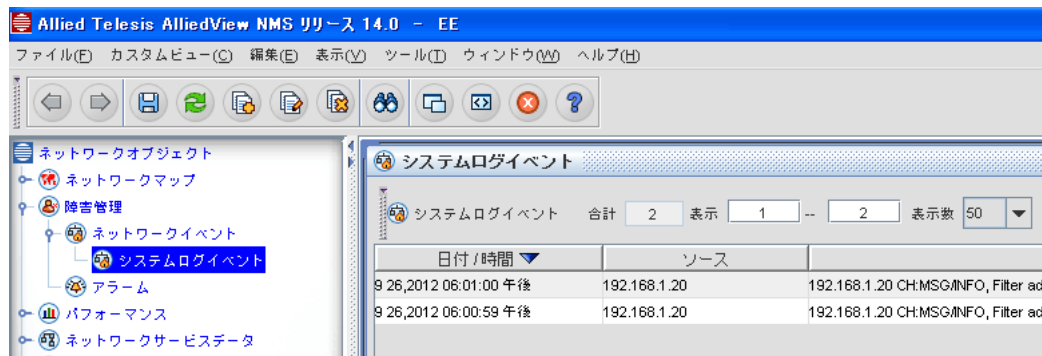 Allied Telesis AlliedView NMS リリース 14.0 – EE
ファイル(F) カスタムビュー(C) 編集(E) 表示(V) ツール(T) ウィンドウ(W) ヘルプ(H)
ネットワークオブジェクト
ネットワークマップ
障害管理
ネットワークイベント
システムログイベント
アラーム
パフォーマンス
ネットワークサービスデータ
システムログイベント
システムログイベント 合計 2 表示 1 -- 2 表示数 50
日付 /時間 ソース
9 26,2012 06:01:00 午後 192.168.1.20 192.168.1.20 CH:MSG/INFO, Filter ad
9 26,2012 06:00:59 午後 192.168.1.20 192.168.1.20 CH:MSG/INFO, Filter ad